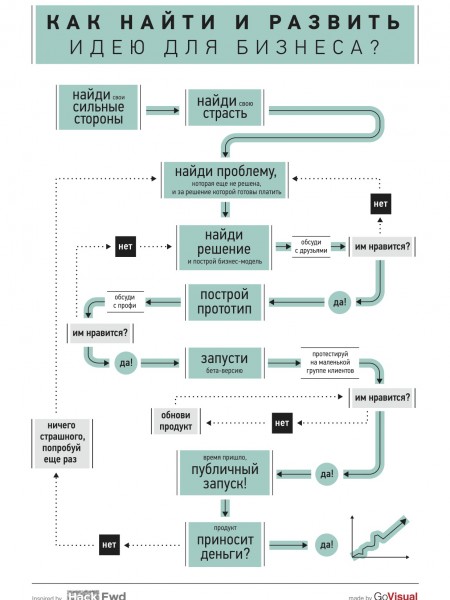 КАК НАЙТИ И РАЗВИТЬ
ИДЕЮ ДЛЯ БИЗНЕСА?
найди свои
сильные
стороны
найди свою
страсть
найди проблему,
которая еще не решена,
и за решение которой готовы платить
нет
нет
найди
решение
и построй бизнес-модель
обсуди
с друзьями
им нравится?
построй
прототип
да!
обсуди
с профи
им нравится?
да!
запусти
бета-версию
протестируй
на маленькой
группе клиентов
им нравится?
обнови
продукт
нет
ничего
страшного,
попробуй
еще раз
время пришло,
публичный
запуск!
да!
продукт
приносит
деньги?
нет
да!
inspired by HackFwd
made by GoVisual